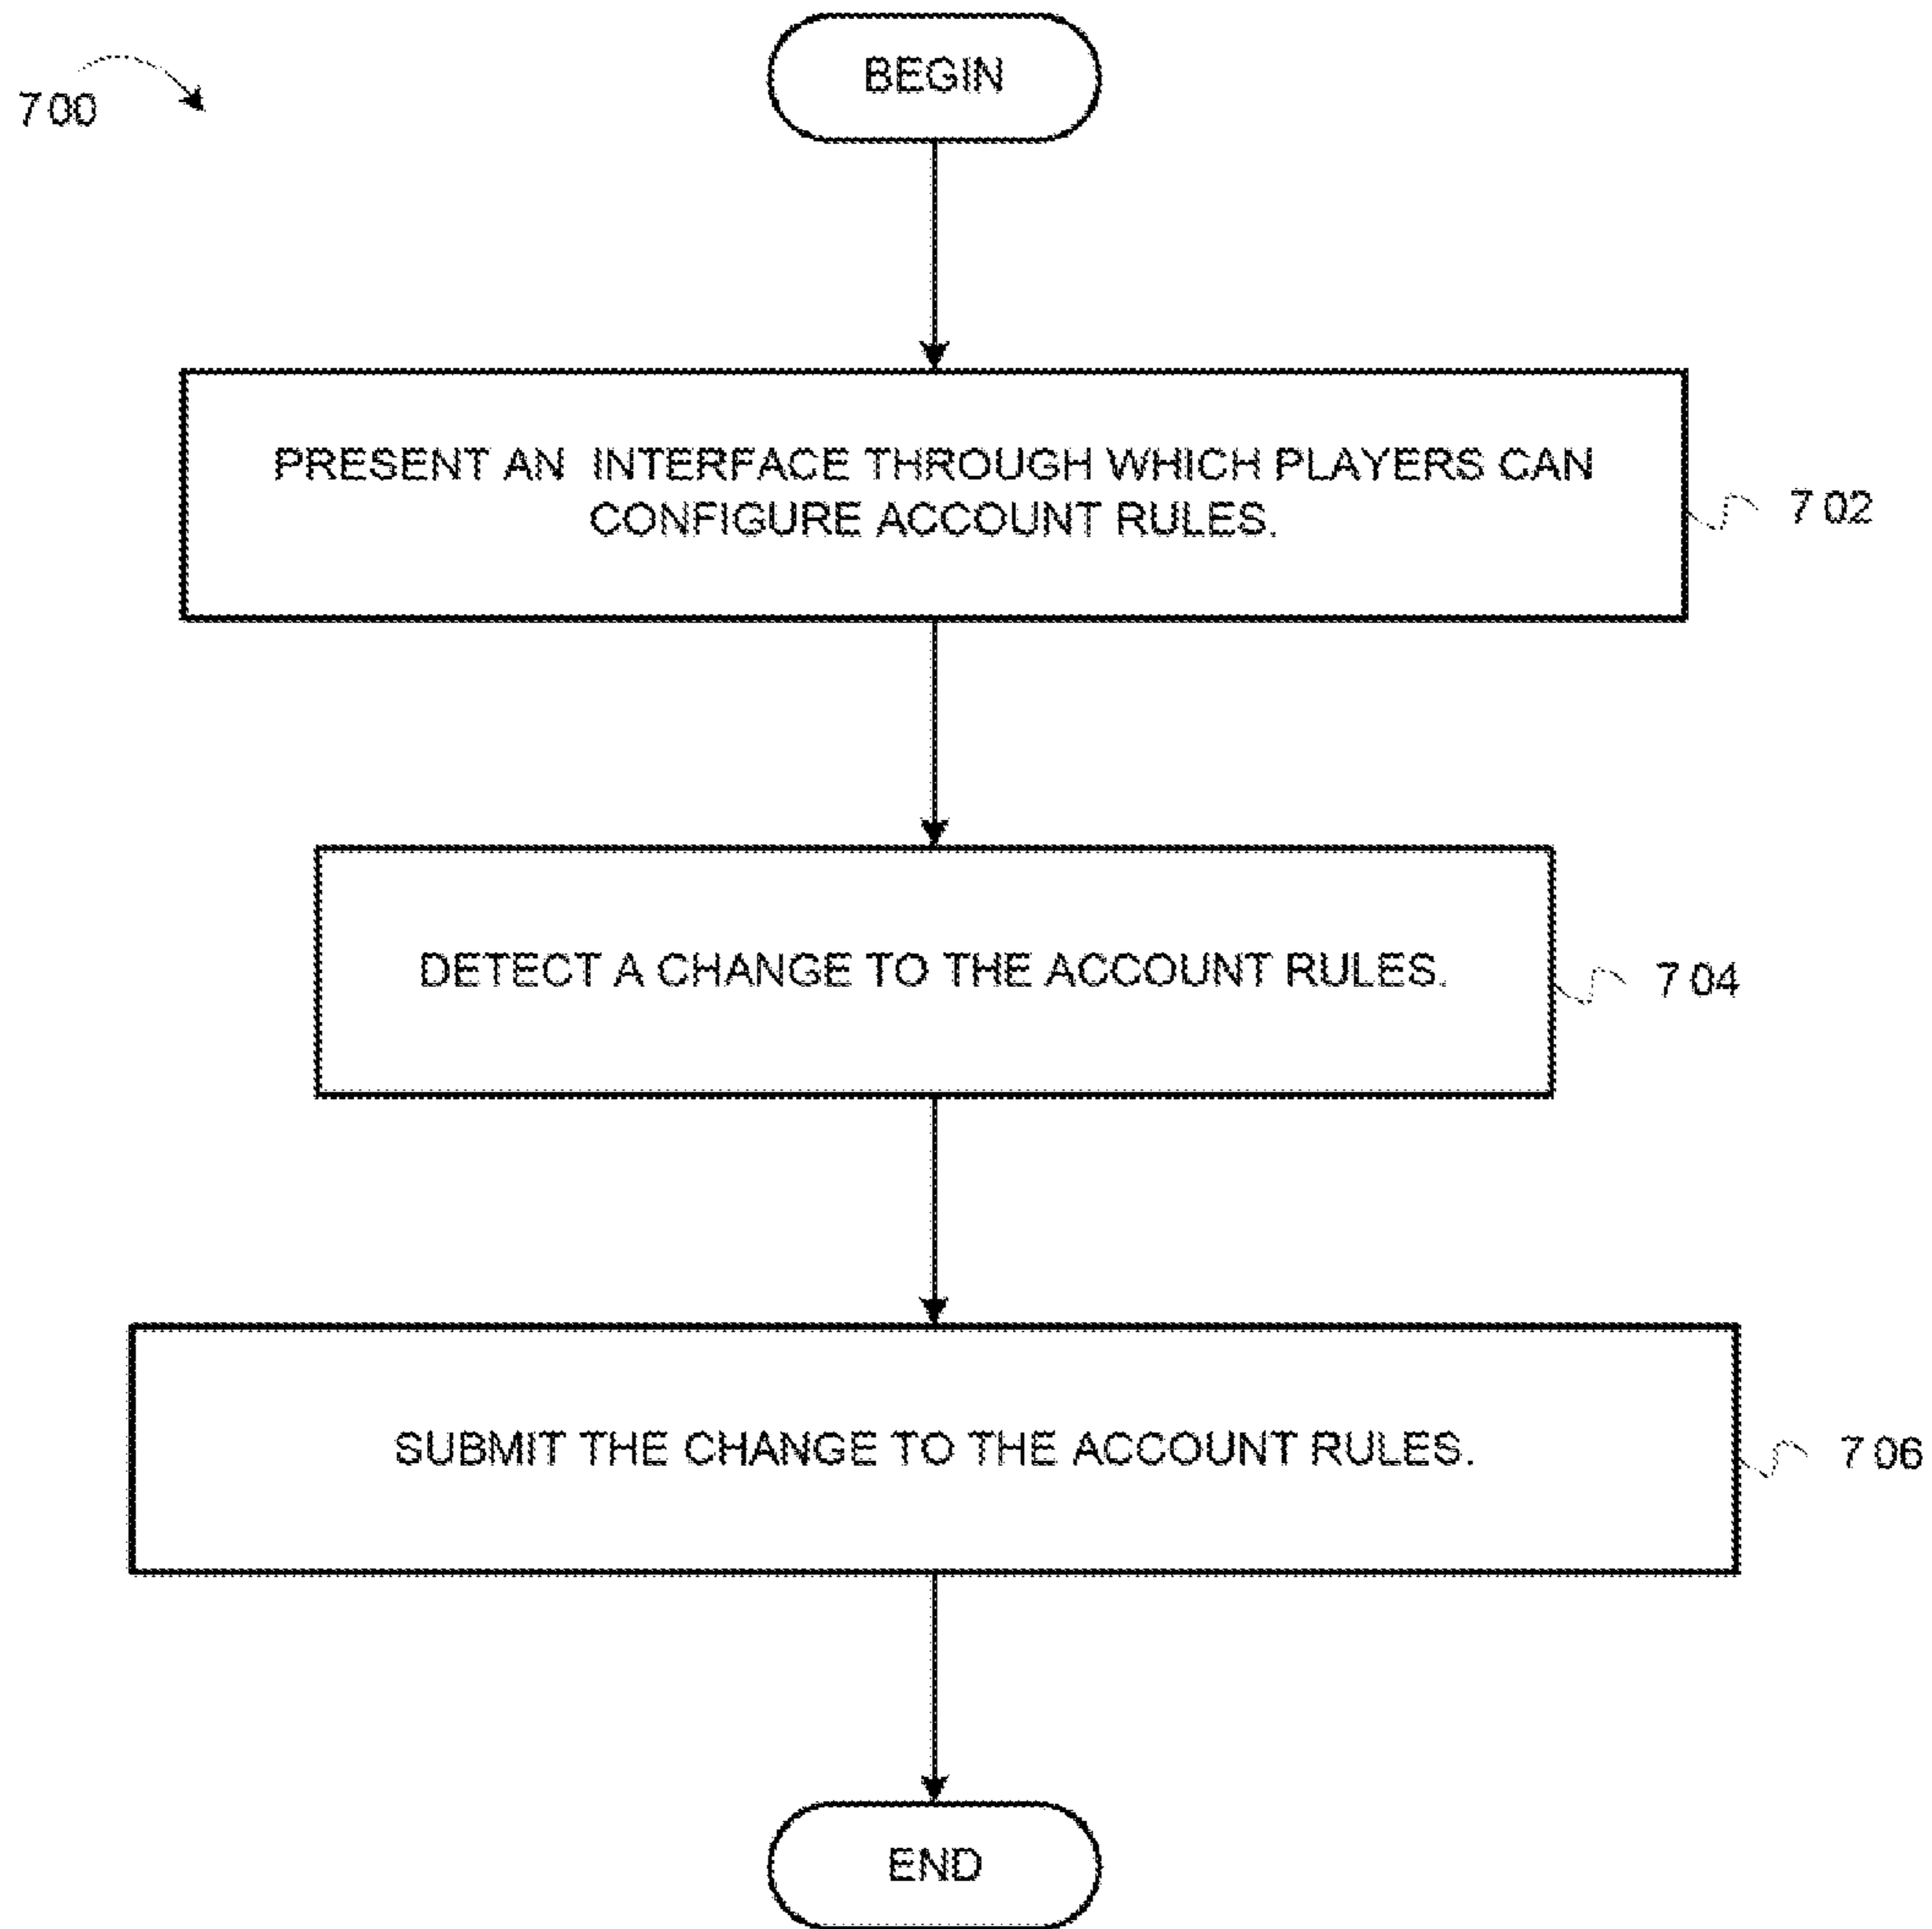 BEGIN
700
PRESENT AN INTERFACE THROUGH WHICH PLAYERS CAN
CONFIGURE ACCOUNT RULES.
702
DETECT A CHANGE TO THE ACCOUNT RULES.
704
SUBMIT THE CHANGE TO THE ACCOUNT RULES.
706
END